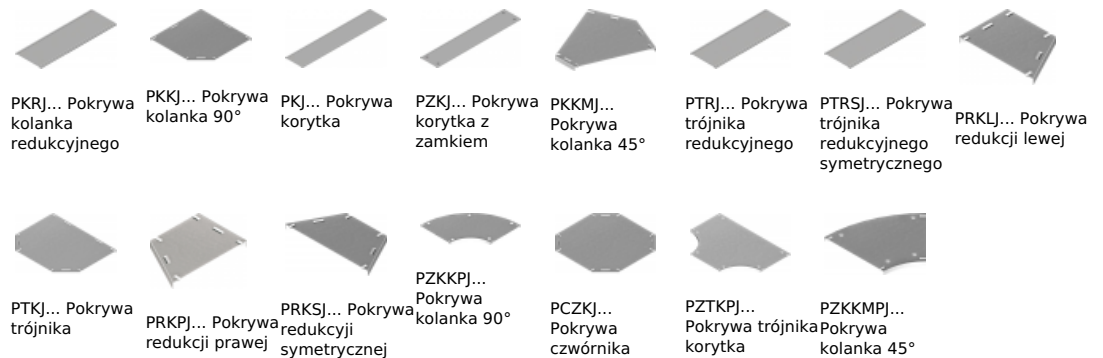 PKRJ... Pokrywa
kolanka
redukcyjnego
PKKJ... Pokrywa
kolanka 90°
PKJ... Pokrywa
korytka
PZKJ... Pokrywa
korytka z
zamkiem
PKKMJ...
Pokrywa
kolanka 45°
PTRJ... Pokrywa
trójnika
redukcyjnego
PTRSJ... Pokrywa
trójnika
redukcyjnego
symetrycznego
PRKLJ... Pokrywa
redukcji lewej
PTKJ... Pokrywa
trójnika
PRKPJ... Pokrywa
redukcji prawej
PRKSJ... Pokrywa
redukcyji
symetrycznej
PZKKPJ...
Pokrywa
kolanka 90°
PCZKJ...
Pokrywa
czwórnika
PZTKPJ...
Pokrywa trójnika
korytka
PZKKMPJ...
Pokrywa
kolanka 45°